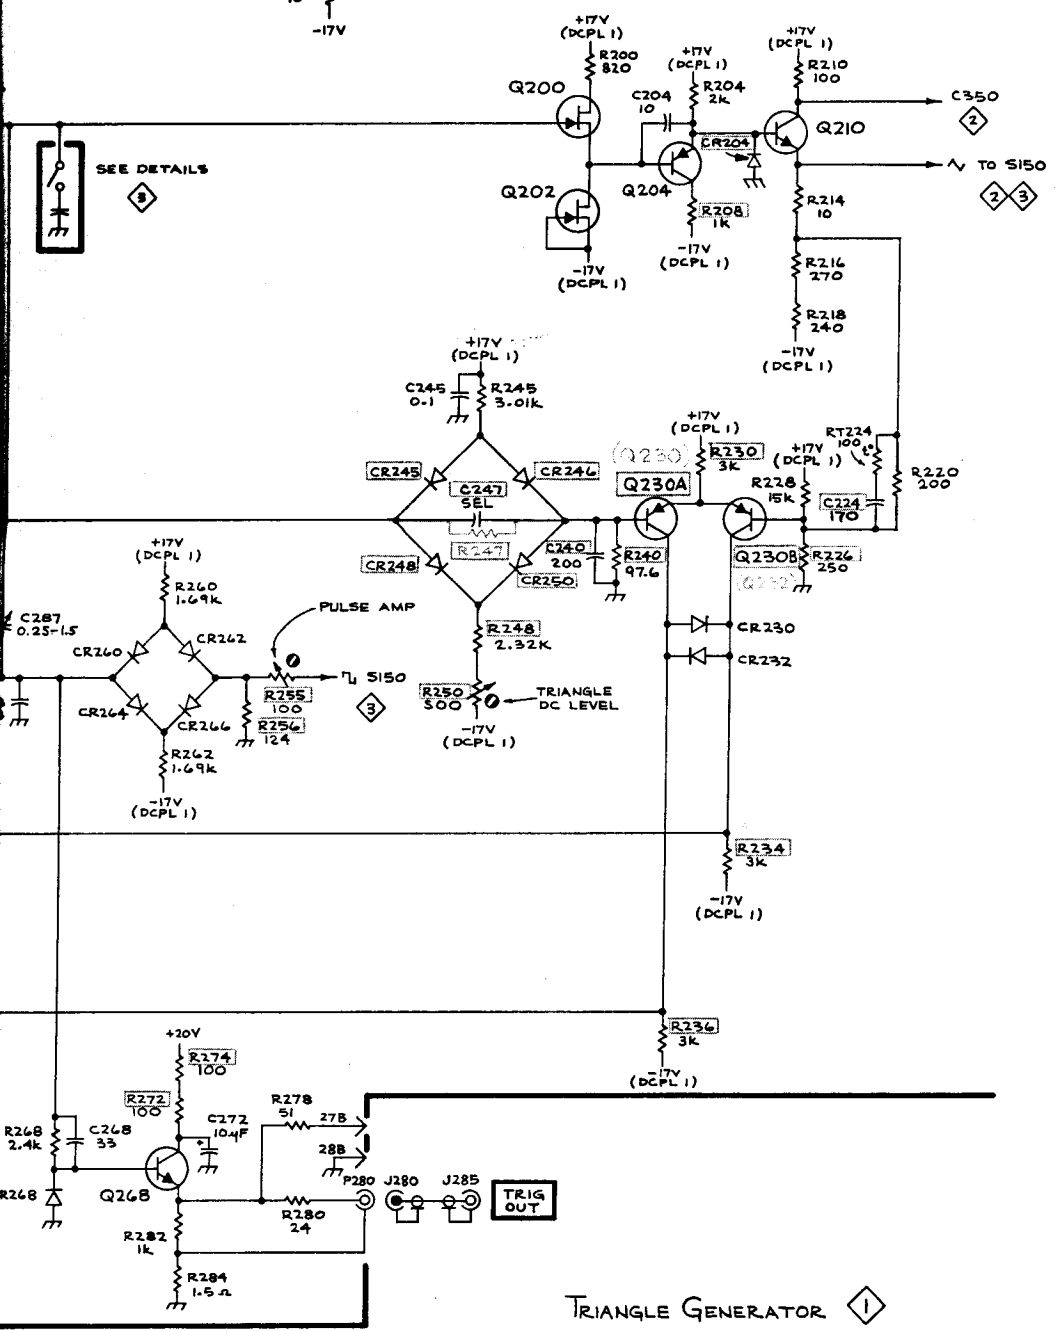 -17V
+17V
(DCPL 1)
R200
820
Q200
+17V
(DCPL 1)
C204
10
R204
2K
+17V
(DCPL 1)
R210
100
C350
2
Q210
CR204
SEE DETAILS
3
Q202
Q204
∿ TO S150
2 3
R208
1K
R214
10
-17V
(DCPL 1)
-17V
(DCPL 1)
R216
270
R218
240
-17V
(DCPL 1)
+17V
(DCPL 1)
C245
0.1
R245
3.01K
+17V
(DCPL 1)
(Q230)
R230
3K
+17V
(DCPL 1)
RT224
100
t°
R220
200
CR245
CR246
C247
SEL
Q230A
R228
15K
C224
170
R247
CR248
CR250
C240
200
R240
97.6
Q230B
(Q232)
R226
250
+17V
(DCPL 1)
R260
1.69K
C287
0.25-1.5
PULSE AMP
CR260
CR262
R248
2.32K
CR230
CR232
S150
3
R255
100
R250
500
TRIANGLE
DC LEVEL
CR264
CR266
R256
124
-17V
(DCPL 1)
R262
1.69K
-17V
(DCPL 1)
R234
3K
-17V
(DCPL 1)
R236
3K
-17V
(DCPL 1)
+20V
R274
100
R272
100
R278
51
27B
R268
2.4K
C268
33
C272
10µF
28B
P280
J280
J285
R268
Q268
TRIG
OUT
R280
24
R282
1K
R284
1.5Ω
TRIANGLE GENERATOR 1